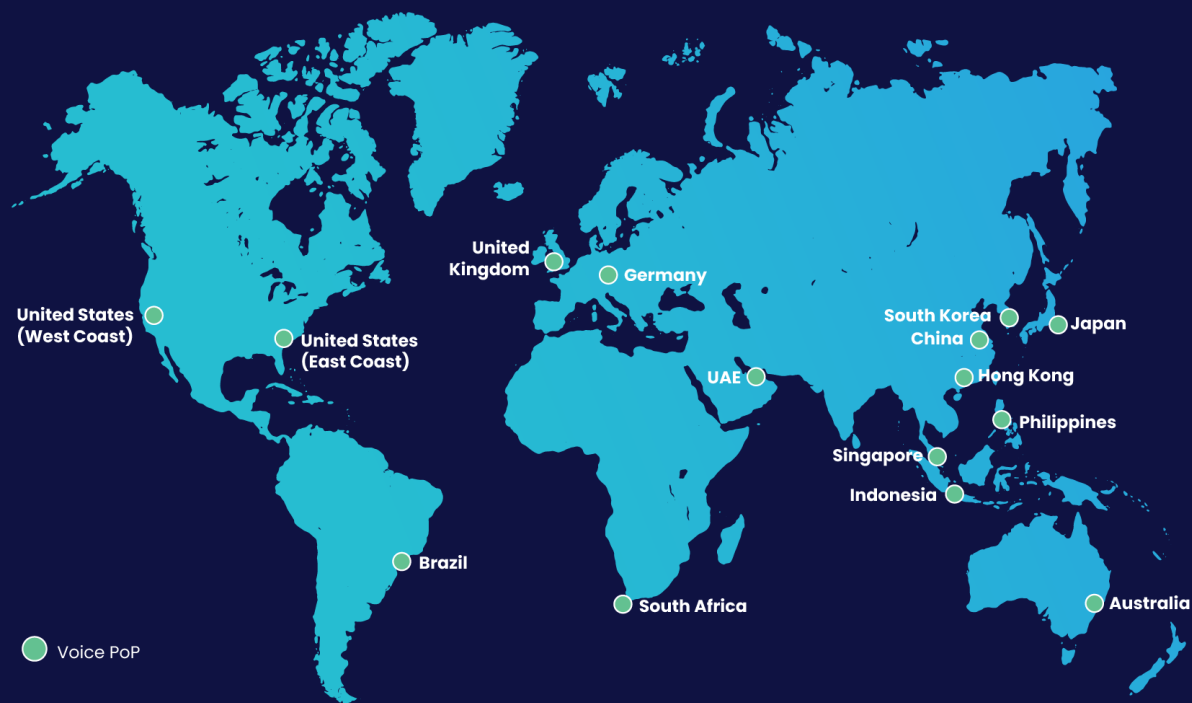 United
Kingdom
Germany
United States
(West Coast)
United States
(East Coast)
South Korea
Japan
China
UAE
Hong Kong
Philippines
Singapore
Indonesia
Brazil
South Africa
Australia
Voice PoP